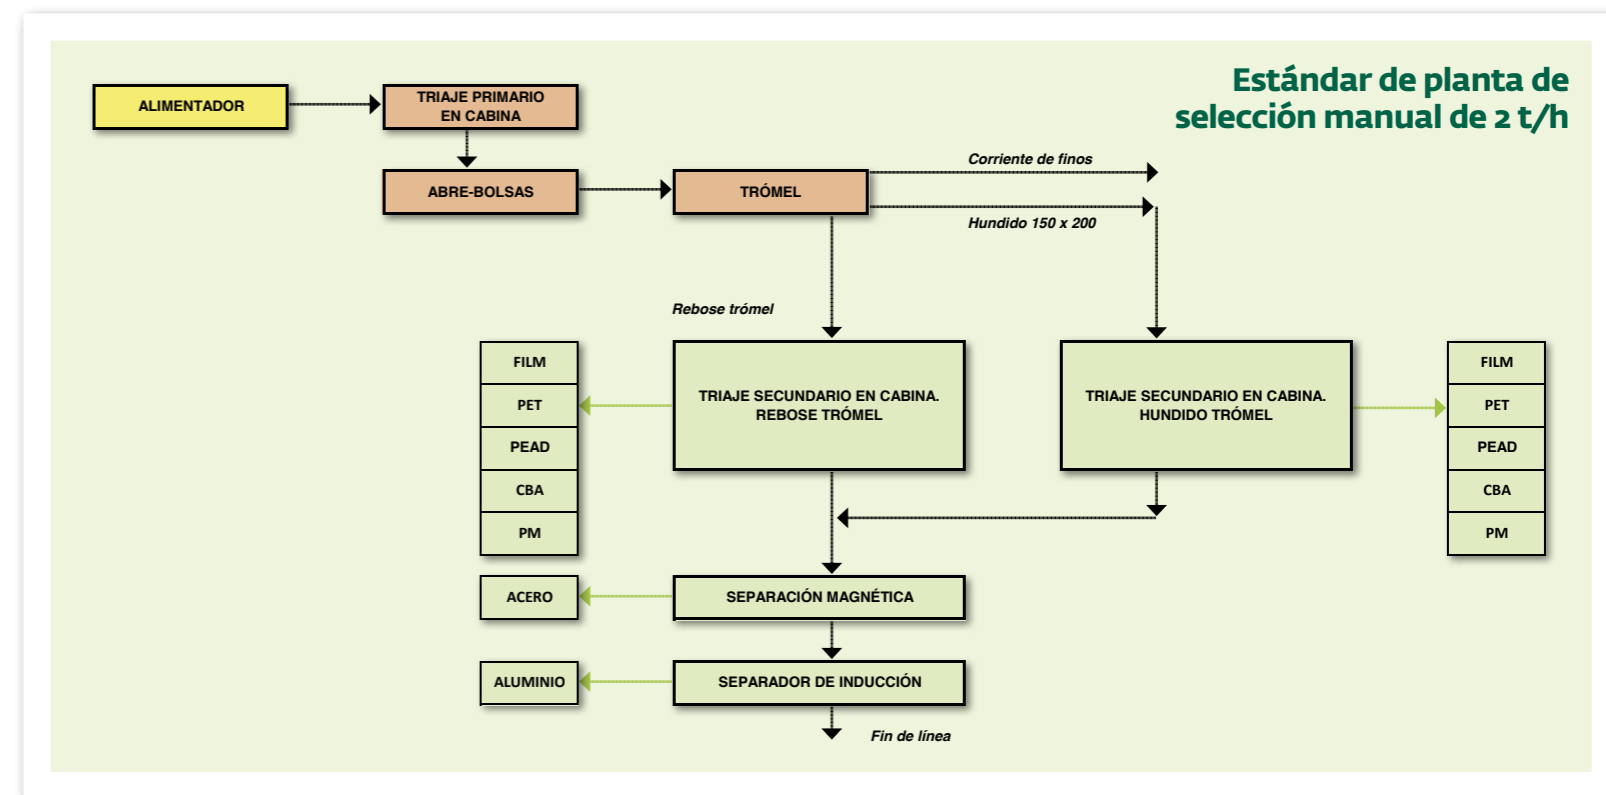 Estándar de planta de
selección manual de 2 t/h
ALIMENTADOR
TRIAJE PRIMARIO
EN CABINA
ABRE-BOLSAS
TRÓMEL
Corriente de finos
Hundido 150 x 200
Rebose trómel
FILM
PET
PEAD
CBA
PM
TRIAJE SECUNDARIO EN CABINA.
REBOSE TRÓMEL
TRIAJE SECUNDARIO EN CABINA.
HUNDIDO TRÓMEL
FILM
PET
PEAD
CBA
PM
ACERO
SEPARACIÓN MAGNÉTICA
ALUMINIO
SEPARADOR DE INDUCCIÓN
Fin de línea